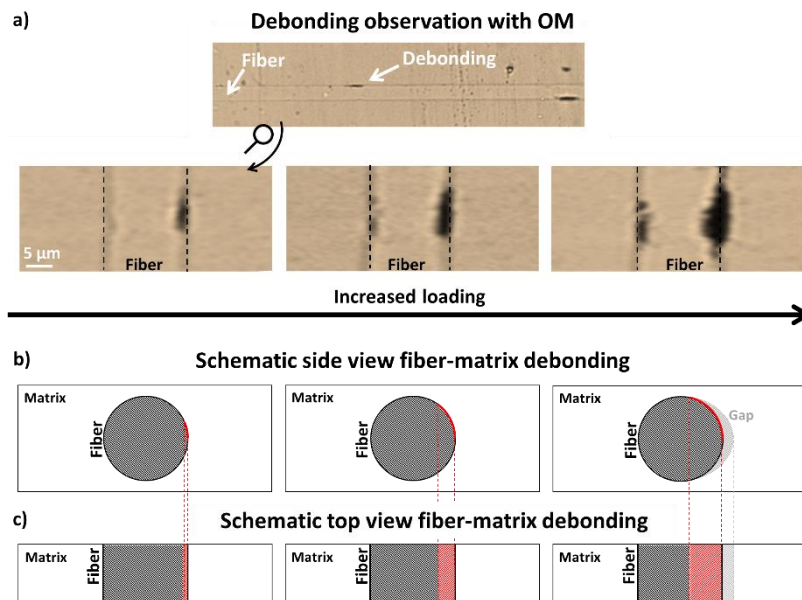 a)
Debonding observation with OM
Fiber
Debonding
5 µm
Fiber
Fiber
Fiber
Increased loading
b)
Schematic side view fiber-matrix debonding
Matrix
Fiber
Matrix
Fiber
Matrix
Fiber
Gap
c)
Schematic top view fiber-matrix debonding
Matrix
Fiber
Matrix
Fiber
Matrix
Fiber